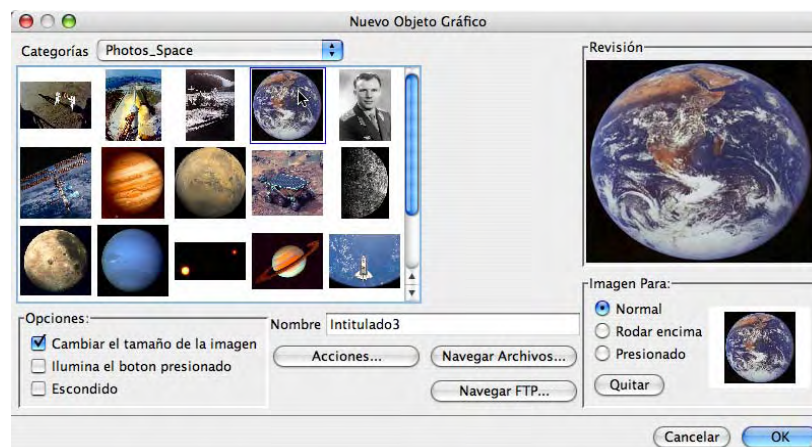 Nuevo Objeto Gráfico
Categorías Photos_Space
Revisión
Opciones:
Cambiar el tamaño de la imagen
Ilumina el boton presionado
Escondido
Nombre Intitulado3
Acciones... Navegar Archivos...
Navegar FTP...
Imagen Para:
Normal
Rodar encima
Presionado
Quitar
Cancelar OK